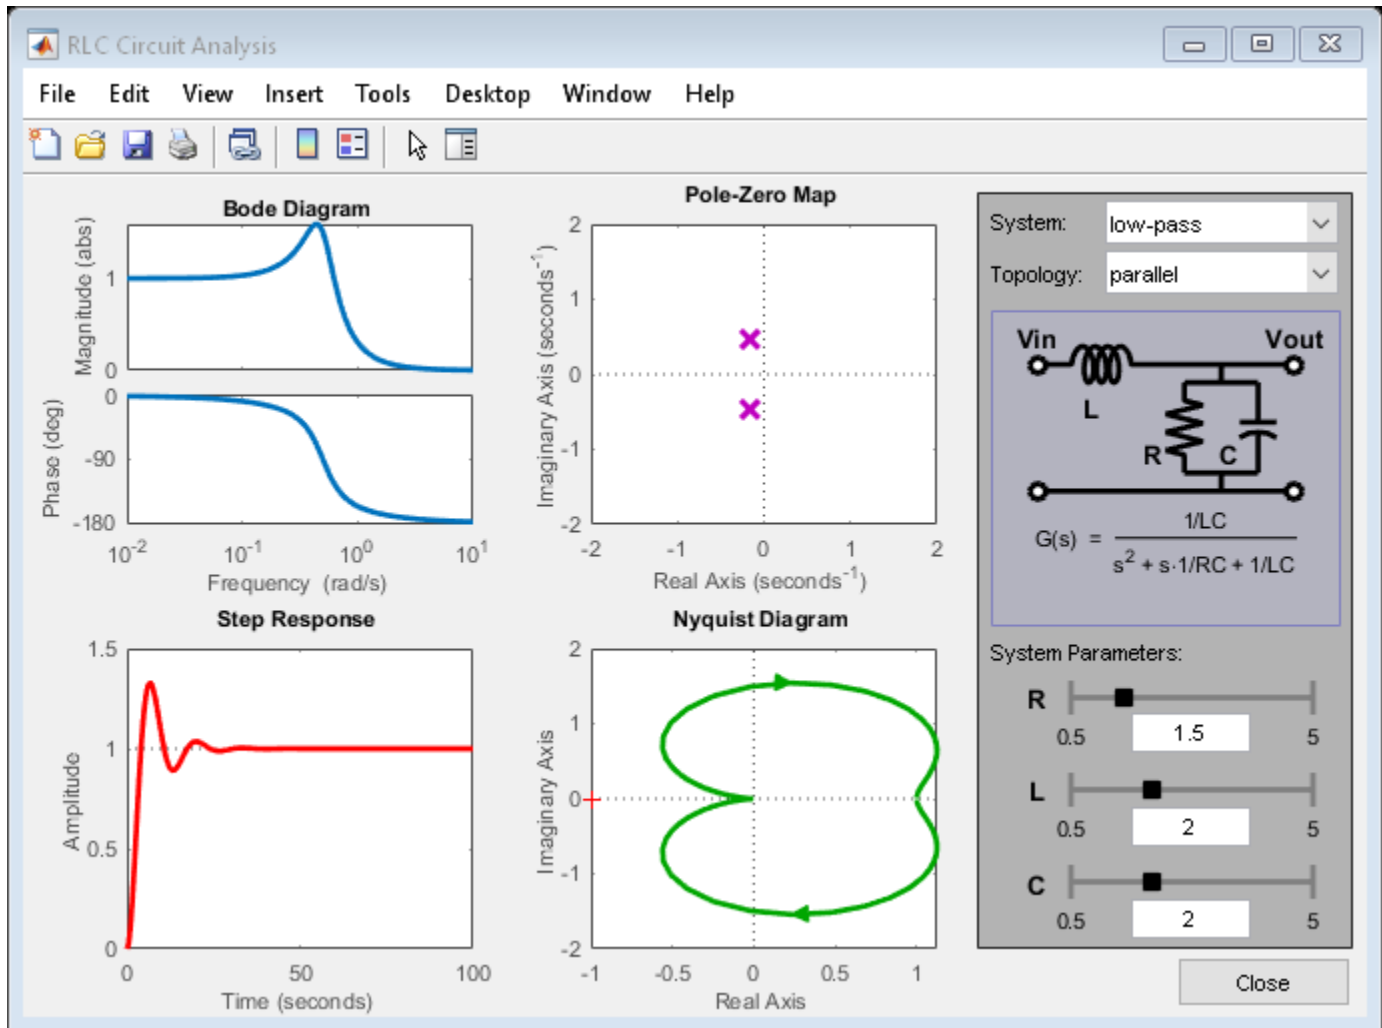 RLC Circuit Analysis
File Edit View Insert Tools Desktop Window Help
Bode Diagram
Magnitude (abs)
1
0
Phase (deg)
0
-90
-180
10^-2 10^-1 10^0 10^1
Frequency (rad/s)
Pole-Zero Map
Imaginary Axis (seconds^-1)
2
1
0
-1
-2
-2 -1 0 1 2
Real Axis (seconds^-1)
Step Response
Amplitude
1.5
1
0.5
0
0 50 100
Time (seconds)
Nyquist Diagram
Imaginary Axis
2
1
0
-1
-2
-1 -0.5 0 0.5 1
Real Axis
System: low-pass
Topology: parallel
Vin Vout
L
R C
G(s) = 1/LC
s^2 + s·1/RC + 1/LC
System Parameters:
R
0.5 1.5 5
L
0.5 2 5
C
0.5 2 5
Close